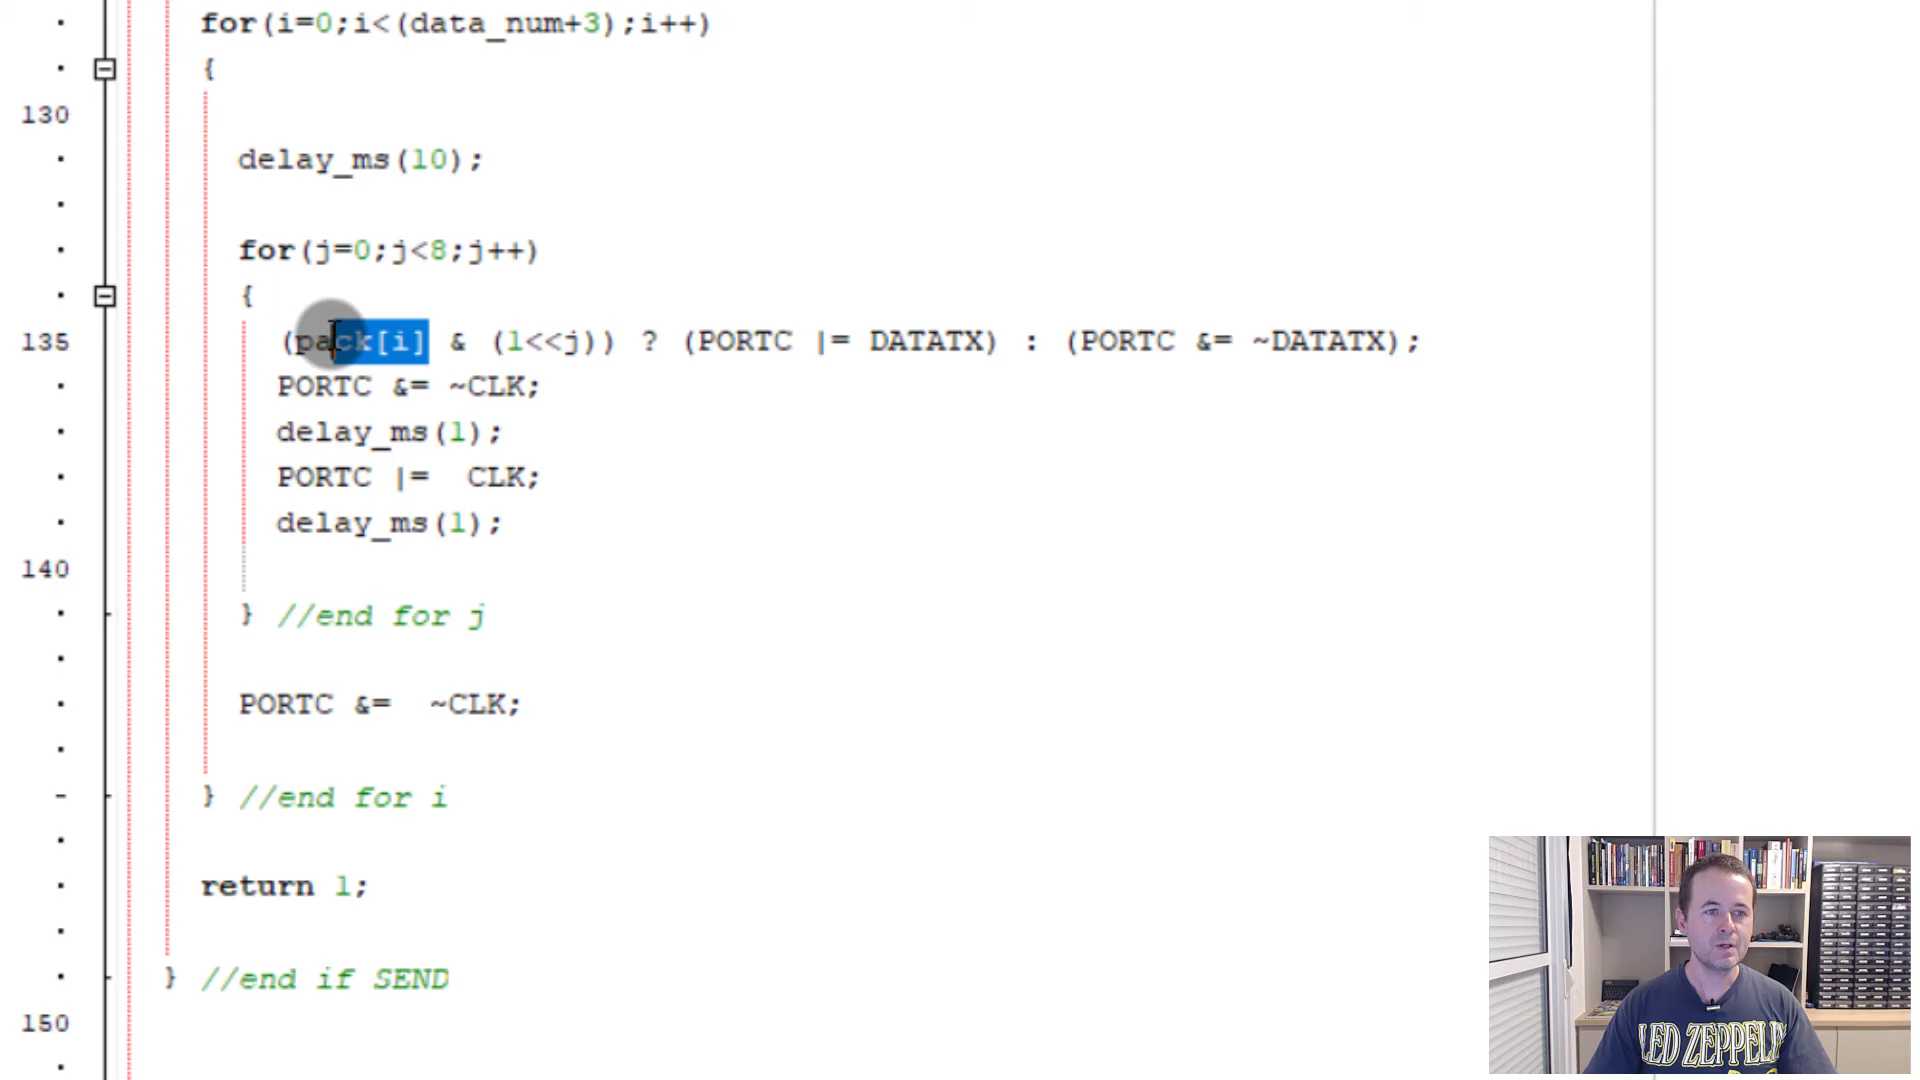 for(i=0;i<(data_num+3);i++)
{
130
delay_ms(10);
for(j=0;j<8;j++)
{
135 (pack[i] & (1<<j)) ? (PORTC |= DATATX) : (PORTC &= ~DATATX);
PORTC &= ~CLK;
delay_ms(1);
PORTC |=  CLK;
delay_ms(1);
140
} //end for j
PORTC &=  ~CLK;
} //end for i
return 1;
} //end if SEND
150
LED ZEPPELIN